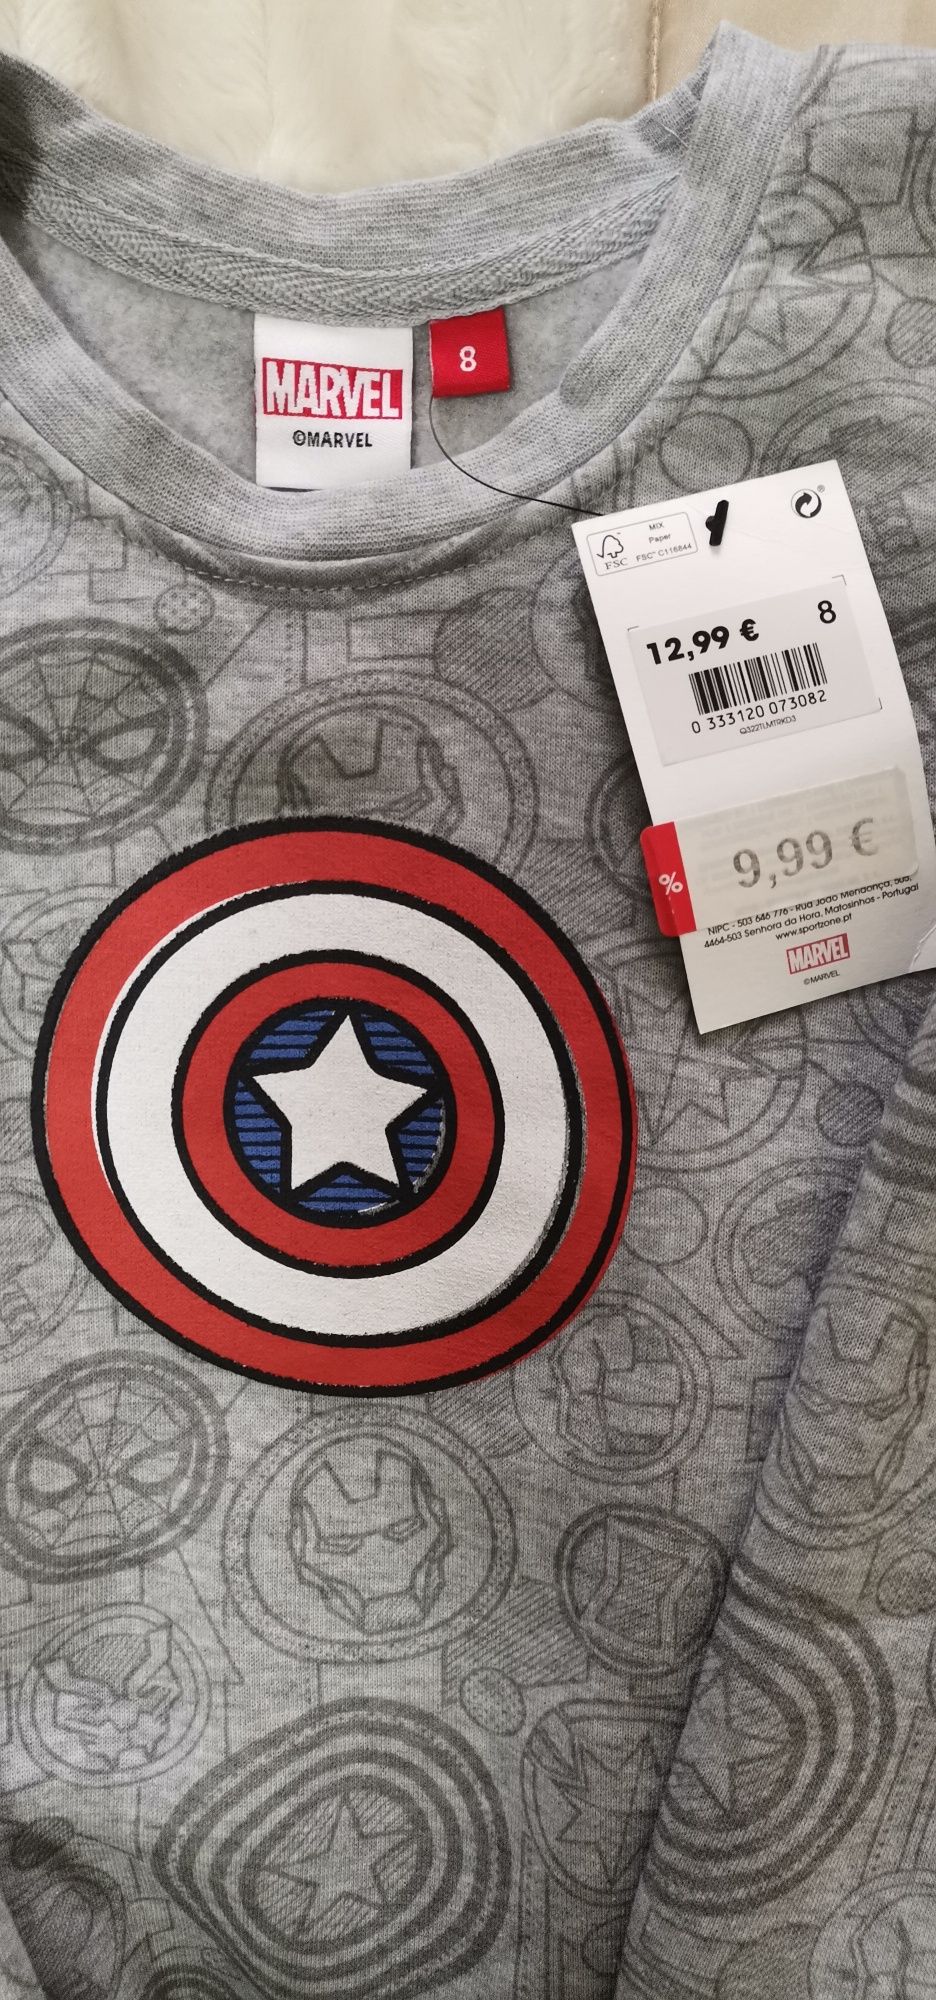 MARVEL
©MARVEL
8
FSC
MIX
Paper
FSC™ C116844
®
12,99 €
8
0 333120 073082
Q322TLMTRKD3
%
9,99 €
NIPC - 503 646 776 - Rua João Mendonça, 505,
4464-503 Senhora da Hora, Matosinhos - Portugal
www.sportzone.pt
MARVEL
©MARVEL